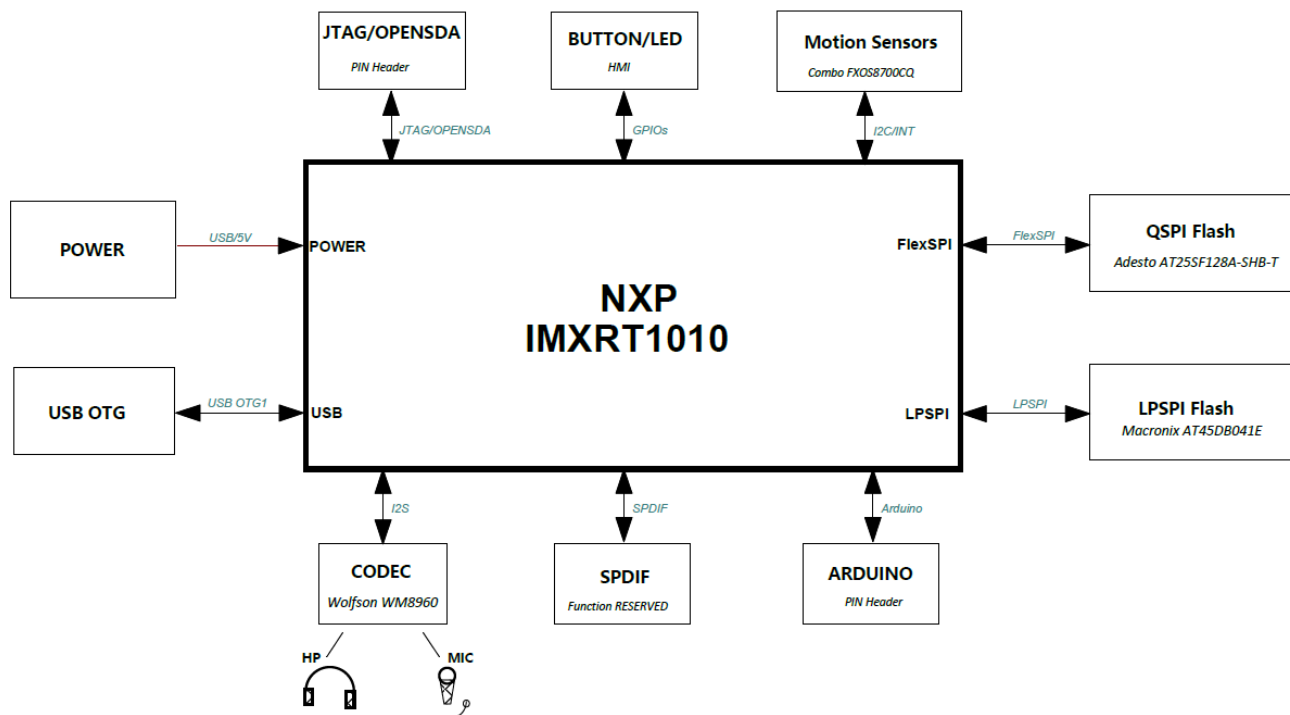 JTAG/OPENSDA
PIN Header
BUTTON/LED
HMI
Motion Sensors
Combo FXOS8700CQ
JTAG/OPENSDA
GPIOs
I2C/INT
POWER
USB/5V
POWER
NXP
IMXRT1010
FlexSPI
FlexSPI
QSPI Flash
Adesto AT25SF128A-SHB-T
USB OTG
USB OTG1
USB
LPSPI
LPSPI
LPSPI Flash
Macronix AT45DB041E
I2S
SPDIF
Arduino
CODEC
Wolfson WM8960
SPDIF
Function RESERVED
ARDUINO
PIN Header
HP
MIC